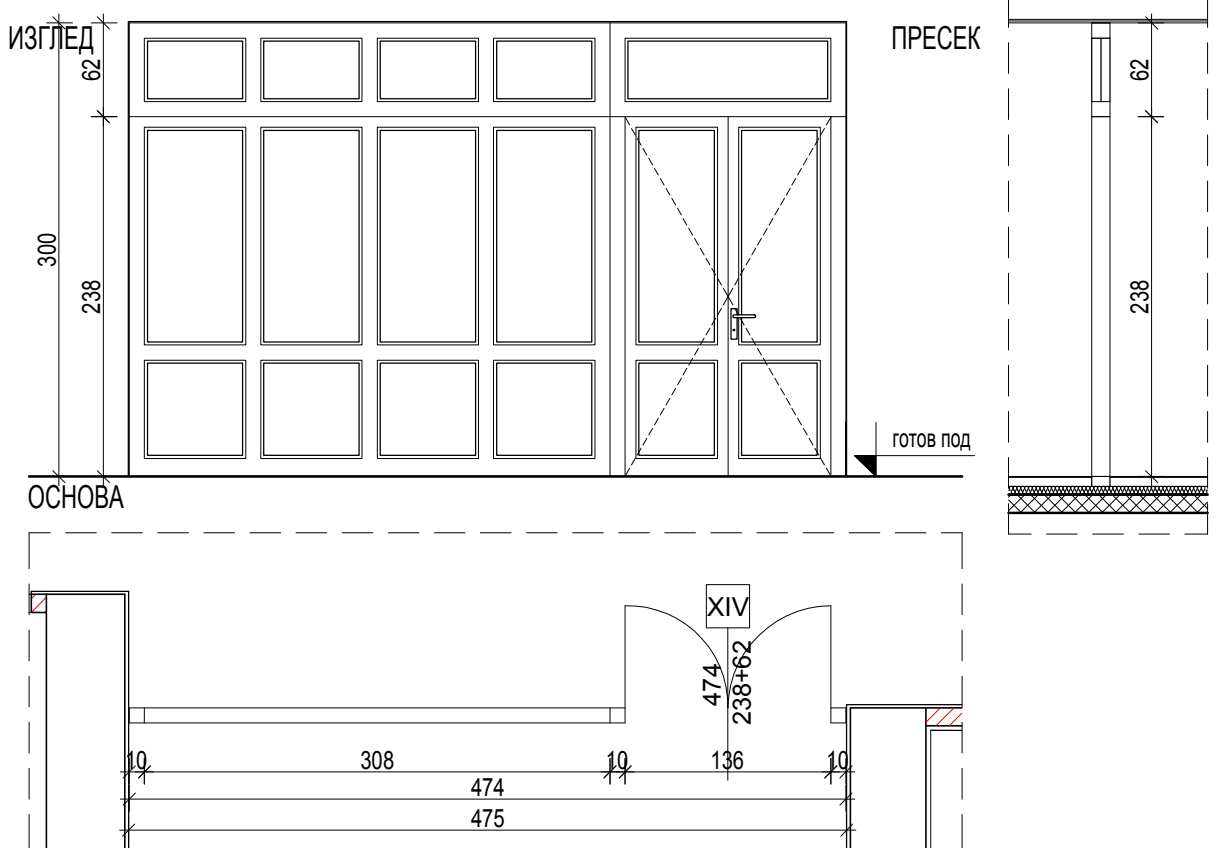 ИЗГЛЕД
ПРЕСЕК
62
62
300
238
238
готов под
ОСНОВА
XIV
474
238+62
10
308
10
136
10
474
475